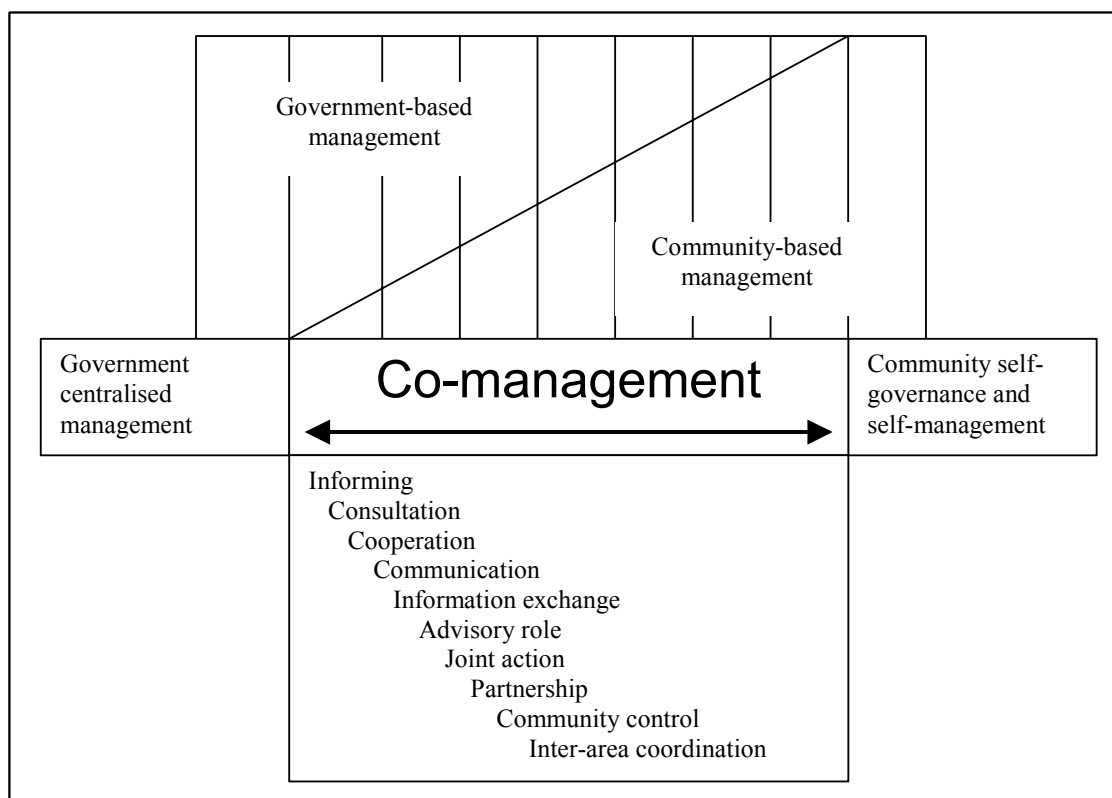 Government-based
management
Community-based
management
Government
centralised
management
Co-management
Community self-
governance and
self-management
Informing
Consultation
Cooperation
Communication
Information exchange
Advisory role
Joint action
Partnership
Community control
Inter-area coordination